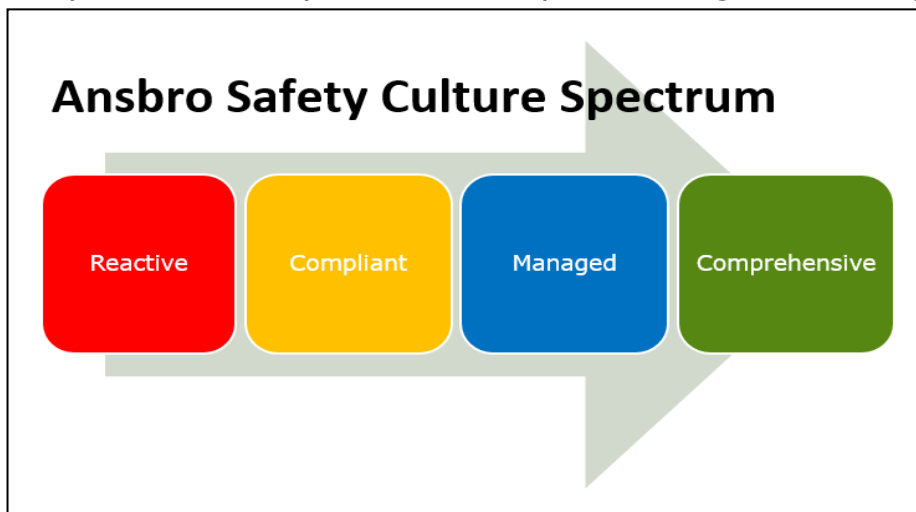 Ansbro Safety Culture Spectrum
Reactive
Compliant
Managed
Comprehensive